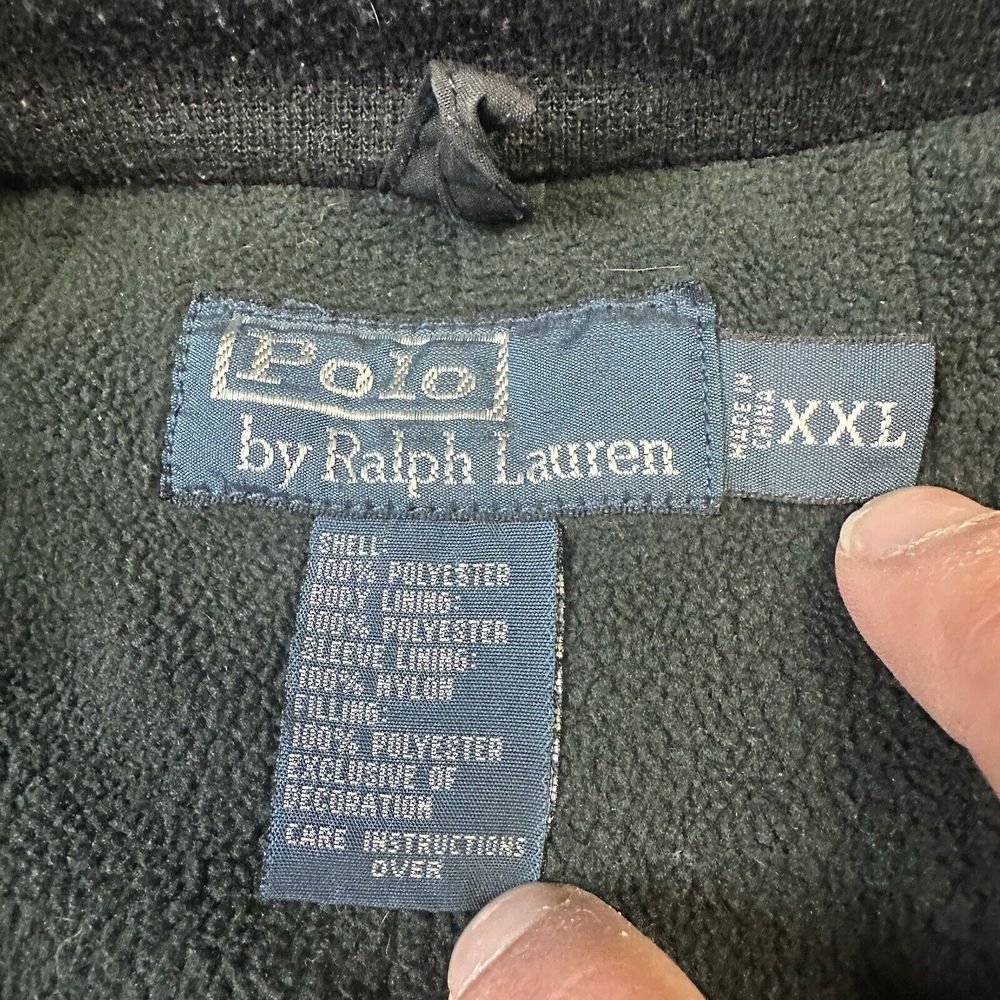 Polo
by Ralph Lauren
MADE IN
CHINA
XXL
SHELL:
100% POLYESTER
BODY LINING:
100% POLYESTER
SLEEVE LINING:
100% NYLON
FILLING:
100% POLYESTER
EXCLUSIVE OF
DECORATION
CARE INSTRUCTIONS
OVER